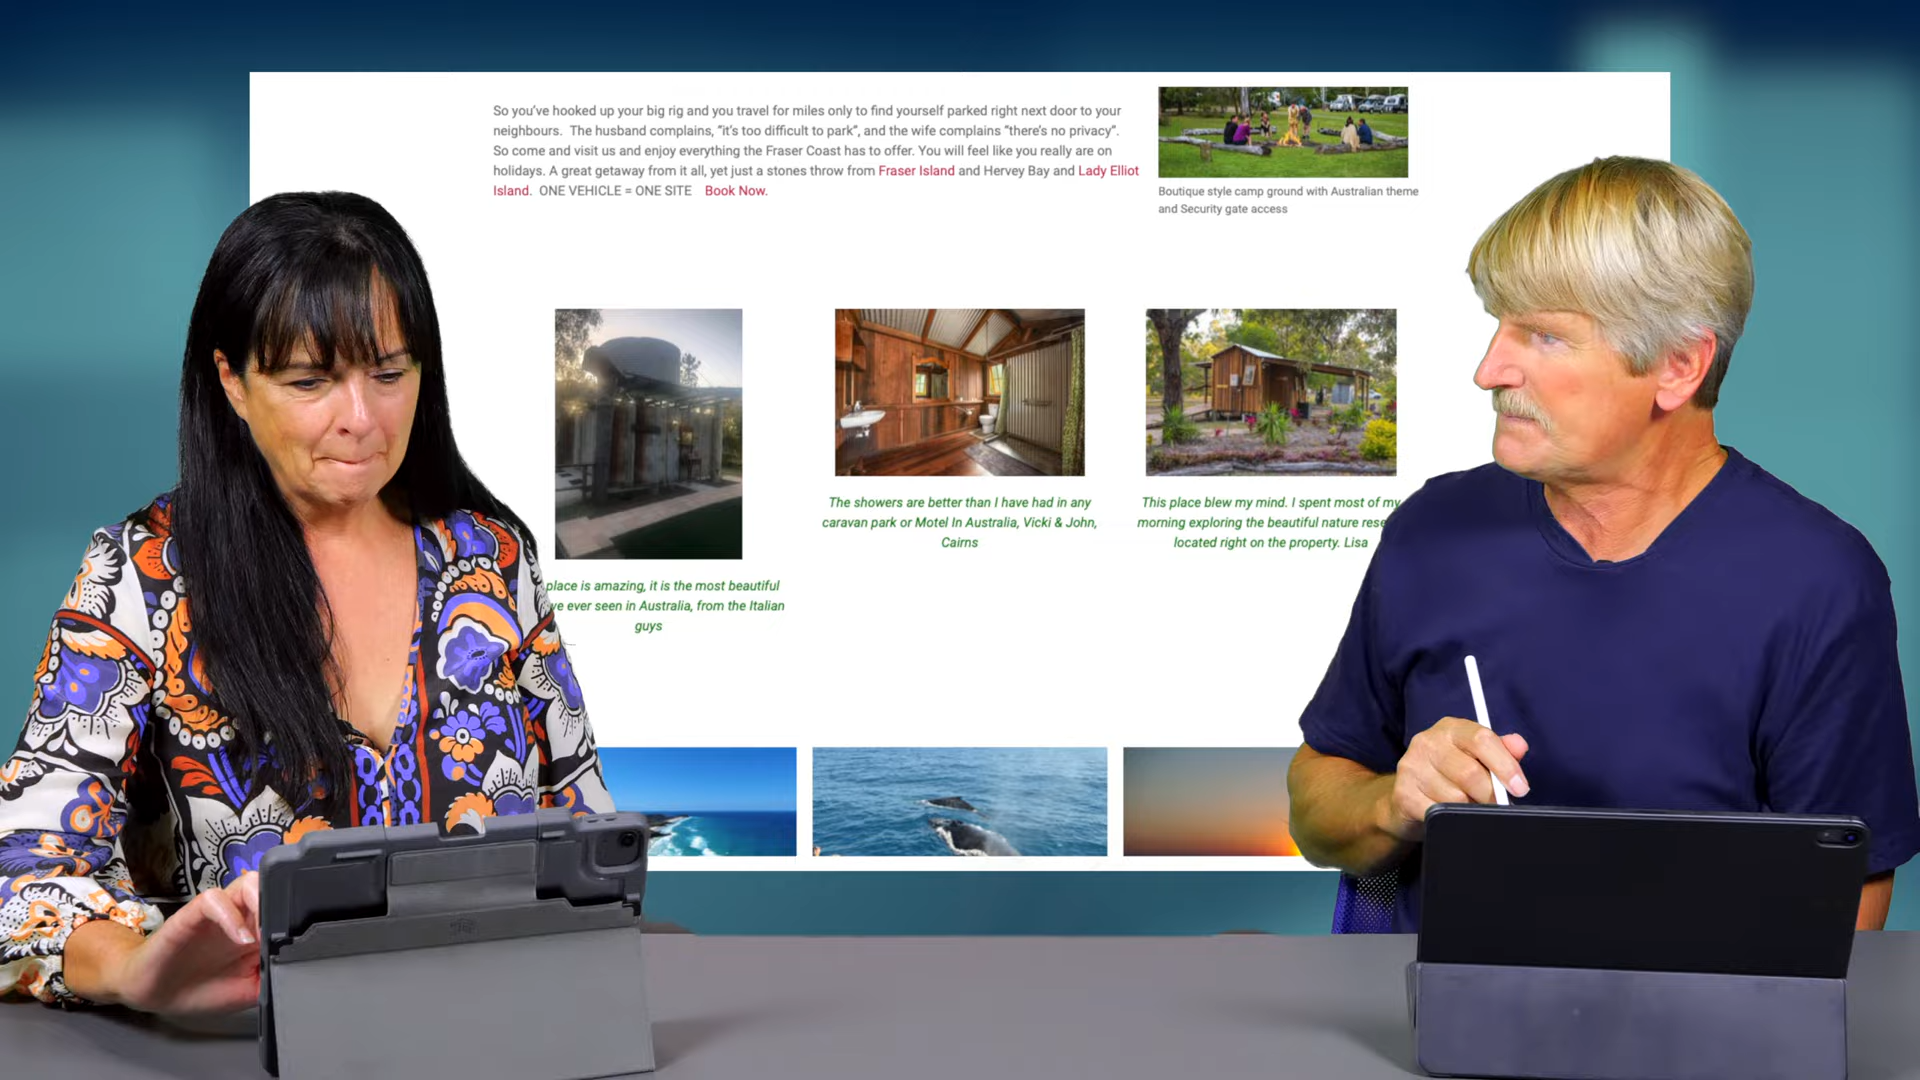 So you’ve hooked up your big rig and you travel for miles only to find yourself parked right next door to your
neighbours. The husband complains, “it’s too difficult to park”, and the wife complains “there’s no privacy”.
So come and visit us and enjoy everything the Fraser Coast has to offer. You will feel like you really are on
holidays. A great getaway from it all, yet just a stones throw from Fraser Island and Hervey Bay and Lady Elliot
Island. ONE VEHICLE = ONE SITE Book Now.
Boutique style camp ground with Australian theme
and Security gate access
place is amazing, it is the most beautiful
ever seen in Australia, from the Italian
guys
The showers are better than I have had in any
caravan park or Motel In Australia, Vicki & John,
Cairns
This place blew my mind. I spent most of my
morning exploring the beautiful nature
located right on the property. Lisa